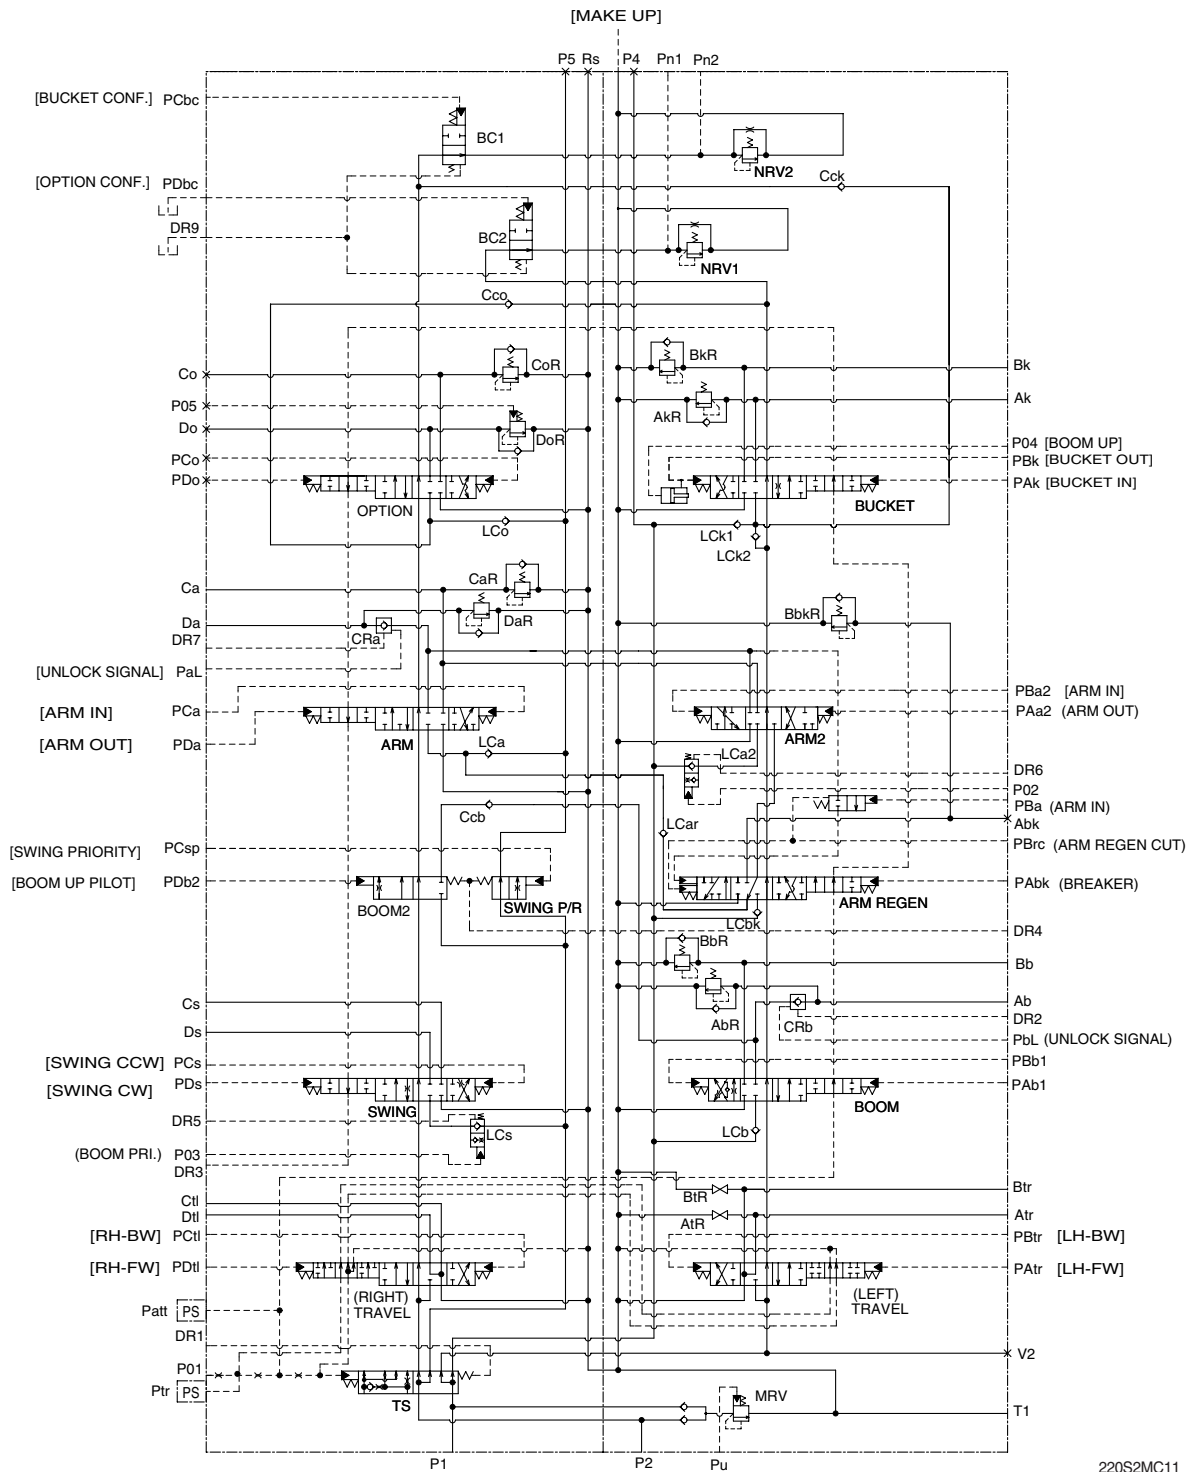 [MAKE UP]
P5 Rs P4 Pn1 Pn2
[BUCKET CONF.] PCbc
BC1
NRV2
[OPTION CONF.] PDbc
Cck
DR9
BC2
NRV1
Cco
Co
CoR
BkR
Bk
P05
AkR
Ak
Do
DoR
PCo
P04 [BOOM UP]
PBk [BUCKET OUT]
PDo
PAk [BUCKET IN]
OPTION
BUCKET
LCo
LCk1
LCk2
Ca
CaR
Da
DaR
BbkR
DR7
CRa
[UNLOCK SIGNAL] PaL
PBa2 [ARM IN]
[ARM IN] PCa
PAa2 (ARM OUT)
[ARM OUT] PDa
ARM
ARM2
LCa
LCa2
DR6
P02
Ccb
PBa (ARM IN)
LCar
Abk
[SWING PRIORITY] PCsp
PBrc (ARM REGEN CUT)
[BOOM UP PILOT] PDb2
PAbk (BREAKER)
BOOM2
SWING P/R
ARM REGEN
LCbk
DR4
BbR
Bb
Cs
AbR
CRb
Ab
DR2
Ds
PbL (UNLOCK SIGNAL)
[SWING CCW] PCs
PBb1
[SWING CW] PDs
PAb1
SWING
BOOM
DR5
LCs
LCb
(BOOM PRI.) P03
DR3
Ctl
BtR
Btr
Dtl
AtR
Atr
[RH-BW] PCtl
PBtr [LH-BW]
[RH-FW] PDtl
PAtr [LH-FW]
(RIGHT)
TRAVEL
(LEFT)
TRAVEL
Patt PS
DR1
P01
V2
Ptr PS
TS
MRV
T1
P1 P2 Pu
220S2MC11